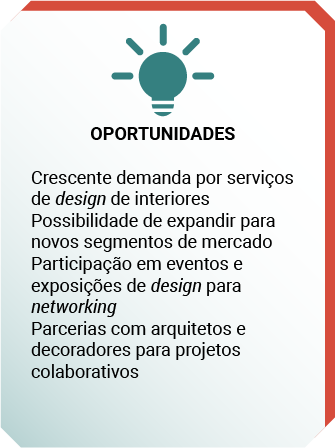 OPORTUNIDADES
Crescente demanda por serviços
de design de interiores
Possibilidade de expandir para
novos segmentos de mercado
Participação em eventos e
exposições de design para
networking
Parcerias com arquitetos e
decoradores para projetos
colaborativos